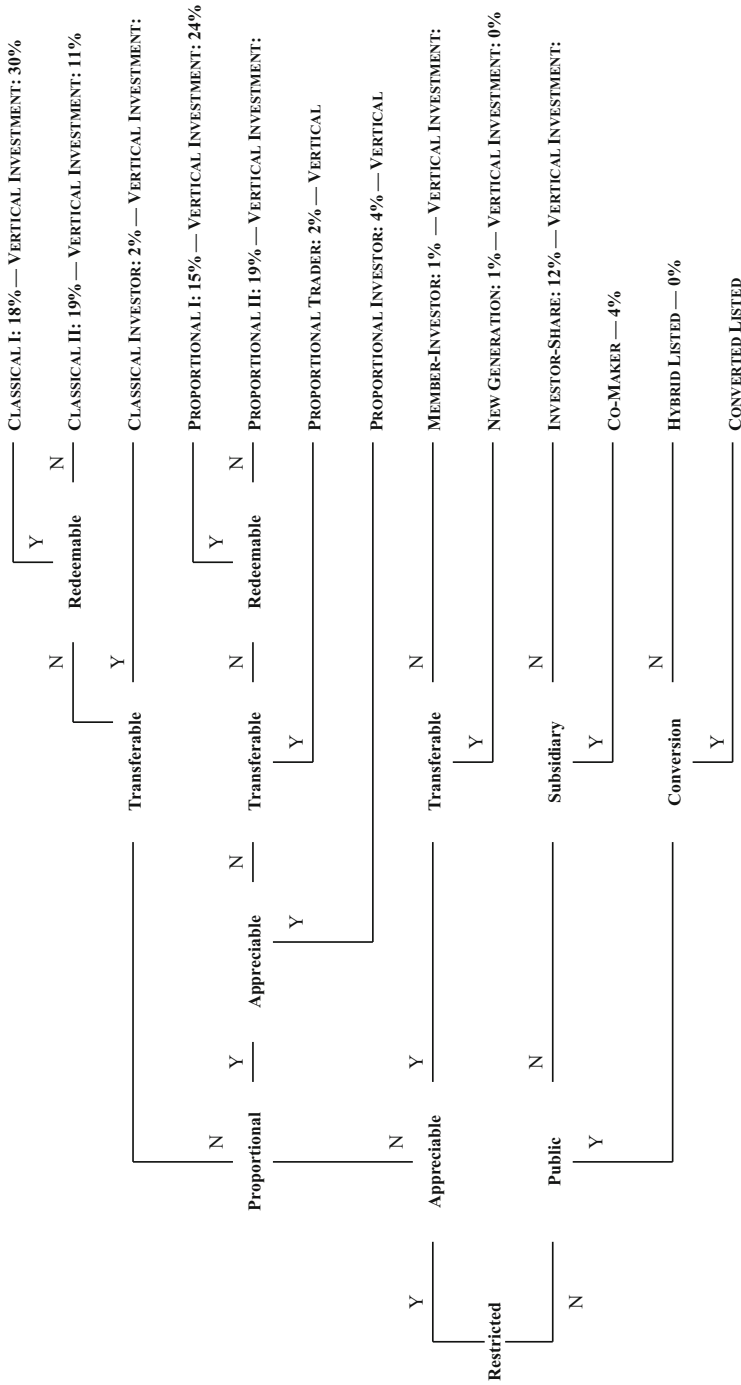 Restricted
Y
N
Appreciable
Public
N
Y
N
Y
Proportional
N
Y
Appreciable
N
Y
Transferable
N
Y
Transferable
N
Y
Transferable
N
Y
Subsidiary
N
Y
Conversion
N
Y
Redeemable
Y
N
Redeemable
Y
N
CLASSICAL I: 18% — VERTICAL INVESTMENT: 30%
CLASSICAL II: 19% — VERTICAL INVESTMENT: 11%
CLASSICAL INVESTOR: 2% — VERTICAL INVESTMENT:
PROPORTIONAL I: 15% — VERTICAL INVESTMENT: 24%
PROPORTIONAL II: 19% — VERTICAL INVESTMENT:
PROPORTIONAL TRADER: 2% — VERTICAL
PROPORTIONAL INVESTOR: 4% — VERTICAL
MEMBER-INVESTOR: 1% — VERTICAL INVESTMENT:
NEW GENERATION: 1% — VERTICAL INVESTMENT: 0%
INVESTOR-SHARE: 12% — VERTICAL INVESTMENT:
CO-MAKER — 4%
HYBRID LISTED — 0%
CONVERTED LISTED